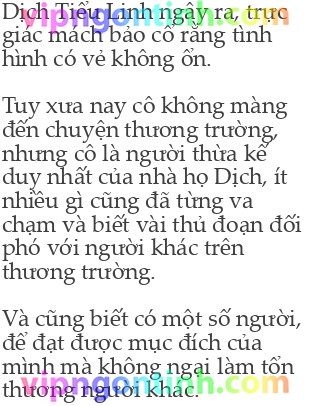 Dịch Tiểu Linh ngây ra, trực
giác mách bảo cô rằng tình
hình có vẻ không ổn.
Tuy xưa nay cô không màng
đến chuyện thương trường,
nhưng cô là người thừa kế
duy nhất của nhà họ Dịch, ít
nhiều gì cũng đã từng va
chạm và biết vài thủ đoạn đối
phó với người khác trên
thương trường.
Và cũng biết có một số người,
để đạt được mục đích của
mình mà không ngại làm tổn
thương người khác.
vipngontinh.com
vipngontinh.com